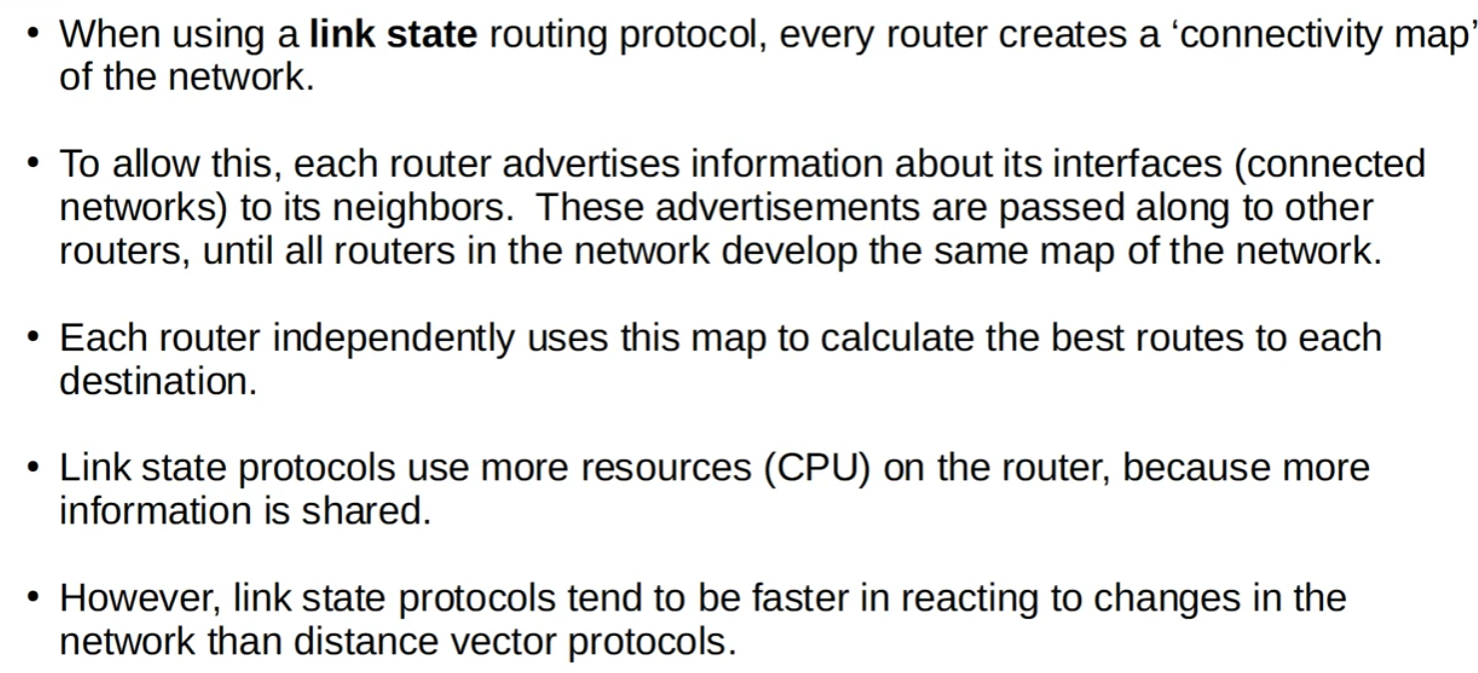 • When using a link state routing protocol, every router creates a ‘connectivity map’
of the network.
• To allow this, each router advertises information about its interfaces (connected
networks) to its neighbors.  These advertisements are passed along to other
routers, until all routers in the network develop the same map of the network.
• Each router independently uses this map to calculate the best routes to each
destination.
• Link state protocols use more resources (CPU) on the router, because more
information is shared.
• However, link state protocols tend to be faster in reacting to changes in the
network than distance vector protocols.